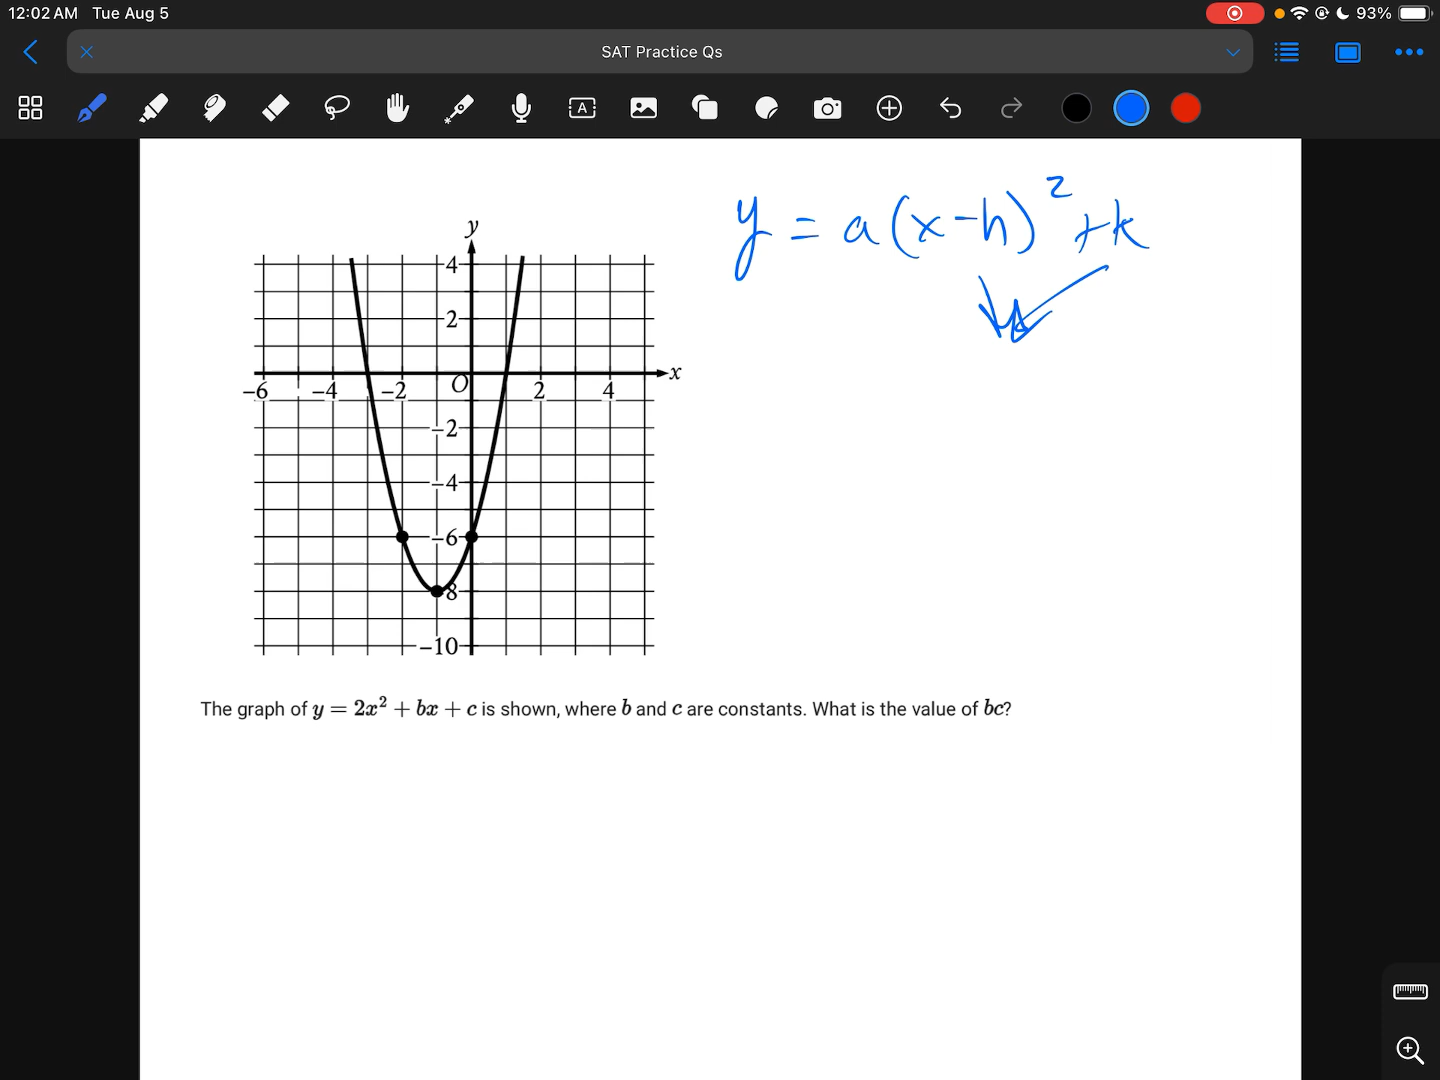 12:02 AM Tue Aug 5 93%
SAT Practice Qs
A
y = a(x-h)² + k
y
4
2
x
-6 -4 -2 O 2 4
-2
-4
-6
-8
-10
The graph of y = 2x² + bx + c is shown, where b and c are constants. What is the value of bc?